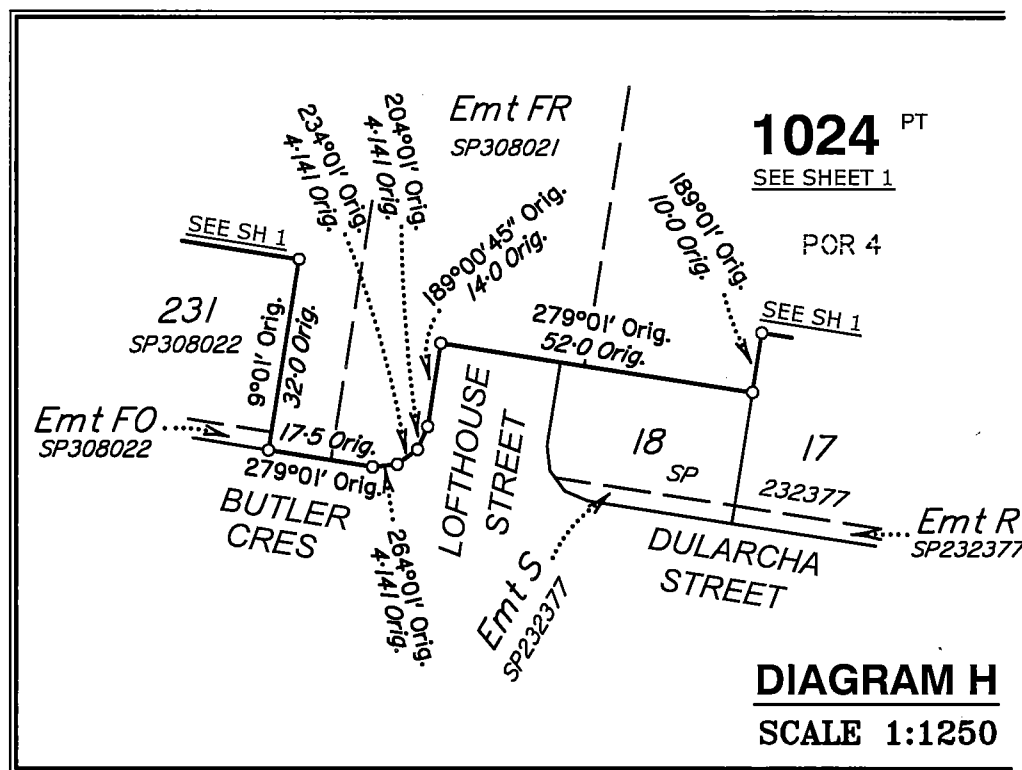 Emt FR
SP308021
1024 PT
SEE SHEET 1
POR 4
204°01' Orig.
4·141 Orig.
234°01' Orig.
4·141 Orig.
189°00'45" Orig.
14·0 Orig.
189°01' Orig.
10·0 Orig.
SEE SH 1
SEE SH 1
231
SP308022
9°01' Orig.
32·0 Orig.
279°01' Orig.
52·0 Orig.
Emt FO
SP308022
17·5 Orig.
279°01' Orig.
BUTLER
CRES
264°01' Orig.
4·141 Orig.
LOFTHOUSE
STREET
18
SP
17
232377
Emt R
SP232377
Emt S
SP232377
DULARCHA
STREET
DIAGRAM H
SCALE 1:1250